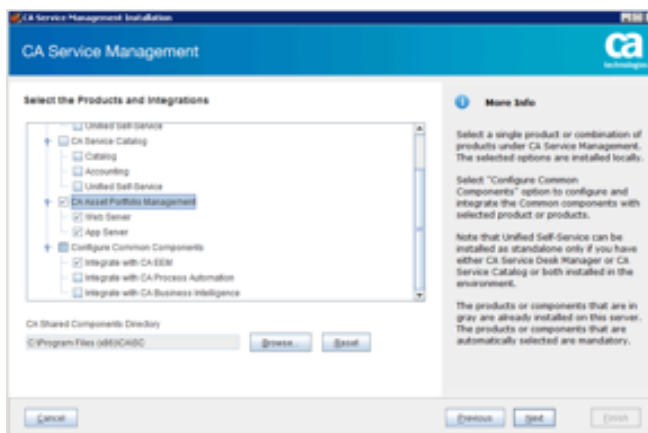 CA Service Management Installation
CA Service Management
ca
technologies
Select the Products and Integrations
Unified Self-Service
CA Service Catalog
Catalog
Accounting
Unified Self-Service
CA Asset Portfolio Management
Web Server
App Server
Configure Common Components
Integrate with CA EEM
Integrate with CA Process Automation
Integrate with CA Business Intelligence
CA Shared Components Directory
C:\Program Files (x86)\CA\SC
Browse...
Reset
More Info
Select a single product or combination of
products under CA Service Management.
The selected options are installed locally.
Select "Configure Common
Components" option to configure and
integrate the Common components with
selected product or products.
Note that Unified Self-Service can be
installed as standalone only if you have
either CA Service Desk Manager or CA
Service Catalog or both installed in the
environment.
The products or components that are in
gray are already installed on this server.
The products or components that are
automatically selected are mandatory.
Cancel
Previous
Next
Finish